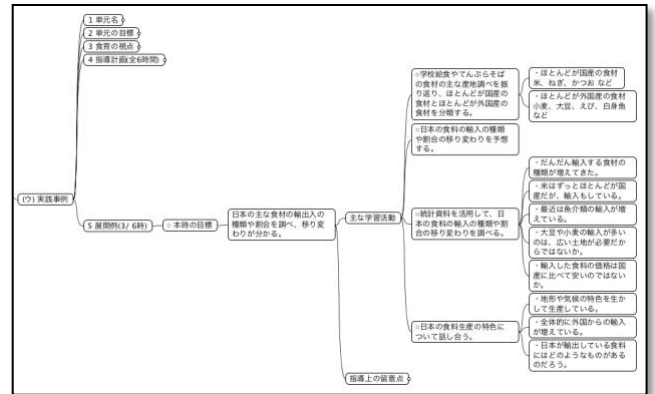 (ウ) 実践事例
1 単元名
2 単元の目標
3 食育の視点
4 指導計画(全6時間)
5 展開例(3/ 6時)
○ 本時の目標
日本の主な食材の輸出入の
種類や割合を調べ、移り変
わりが分かる。
主な学習活動
○学校給食やてんぷらそば
の食材の主な産地調べを振
り返り、ほとんどが国産の
食材とほとんどが外国産の
食材を分類する。
・ほとんどが国産の食材
米、ねぎ、かつお など
・ほとんどが外国産の食材
小麦、大豆、えび、白身魚
など
○日本の食料の輸入の種類
や割合の移り変わりを予想
する。
○統計資料を活用して、日
本の食料の輸入の種類や割
合の移り変わりを調べる。
・だんだん輸入する食材の
種類が増えてきた。
・米はずっとほとんどが国
産だが、輸入もしている。
・最近は魚介類の輸入が増
えている。
・大豆や小麦の輸入が多い
のは、広い土地が必要だか
らではないか。
・輸入した食料の価格は国
産に比べて安いのではない
か。
○日本の食料生産の特色に
ついて話し合う。
・地形や気候の特色を生か
して生産している。
・全体的に外国からの輸入
が増えている。
・日本が輸出している食料
にはどのようなものがある
のだろう。
指導上の留意点